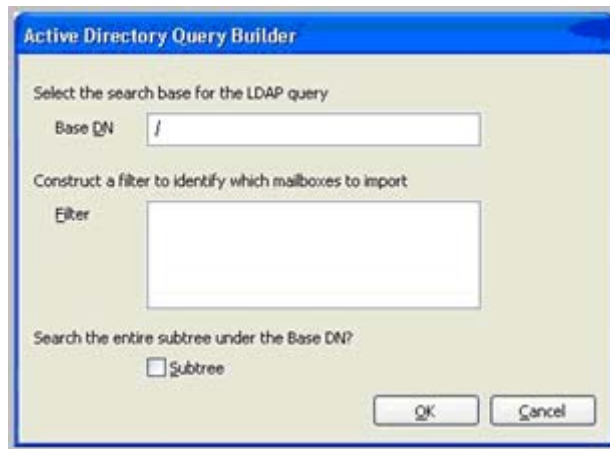 Active Directory Query Builder
Select the search base for the LDAP query
Base DN /
Construct a filter to identify which mailboxes to import
Filter
Search the entire subtree under the Base DN?
Subtree
OK Cancel